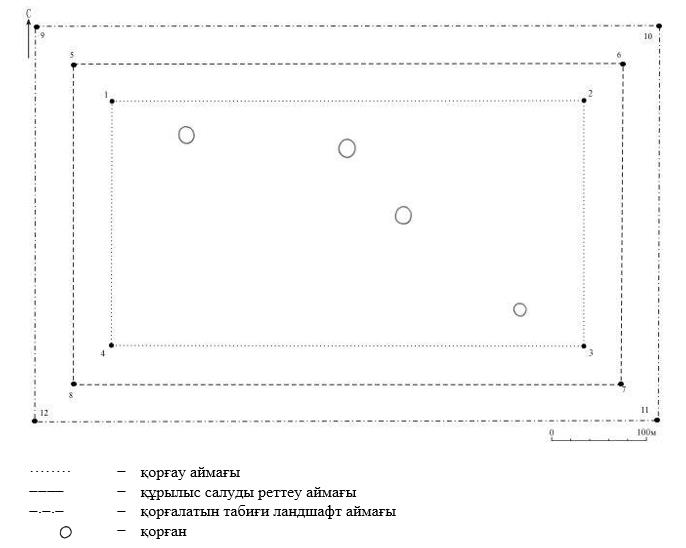 С
9
10
5
6
1
2
4
3
8
7
12
11
0
100м
– қорғау аймағы
– құрылыс салуды реттеу аймағы
– қорғалатын табиғи ландшафт аймағы
– қорған